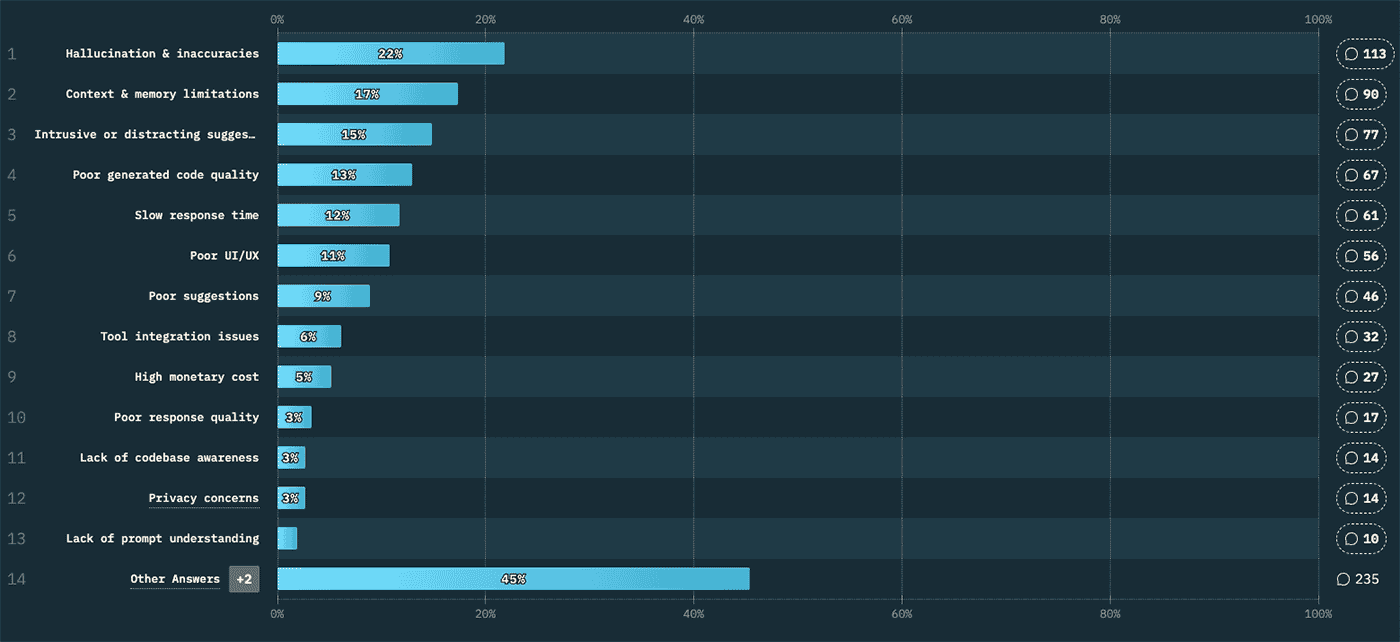 0% 20% 40% 60% 80% 100%
1 Hallucination & inaccuracies 22% 113
2 Context & memory limitations 17% 90
3 Intrusive or distracting sugges… 15% 77
4 Poor generated code quality 13% 67
5 Slow response time 12% 61
6 Poor UI/UX 11% 56
7 Poor suggestions 9% 46
8 Tool integration issues 6% 32
9 High monetary cost 5% 27
10 Poor response quality 3% 17
11 Lack of codebase awareness 3% 14
12 Privacy concerns 3% 14
13 Lack of prompt understanding 10
14 Other Answers +2 45% 235
0% 20% 40% 60% 80% 100%